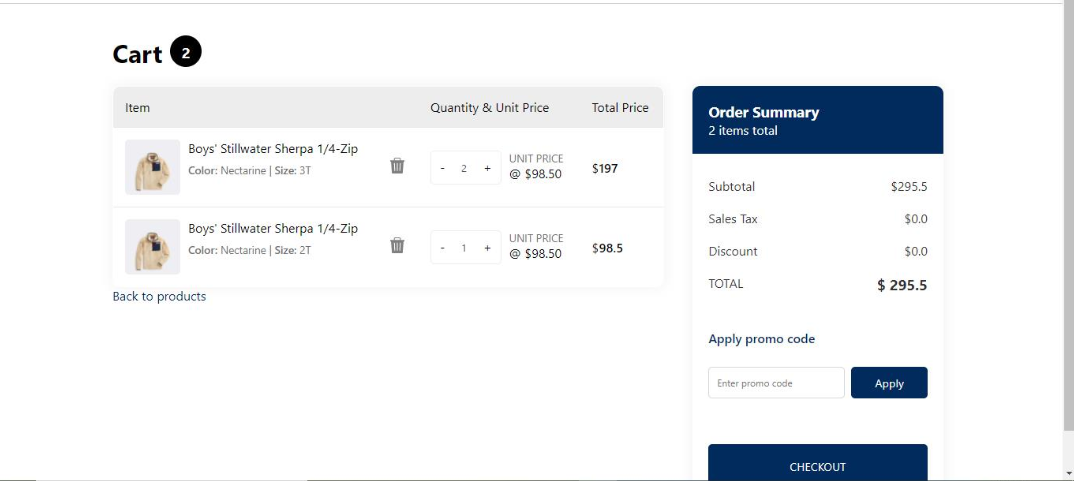 Cart 2
Item Quantity & Unit Price Total Price
Boys' Stillwater Sherpa 1/4-Zip
Color: Nectarine | Size: 3T
- 2 +
UNIT PRICE
@ $98.50
$197
Boys' Stillwater Sherpa 1/4-Zip
Color: Nectarine | Size: 2T
- 1 +
UNIT PRICE
@ $98.50
$98.5
Back to products
Order Summary
2 items total
Subtotal $295.5
Sales Tax $0.0
Discount $0.0
TOTAL $ 295.5
Apply promo code
Enter promo code Apply
CHECKOUT